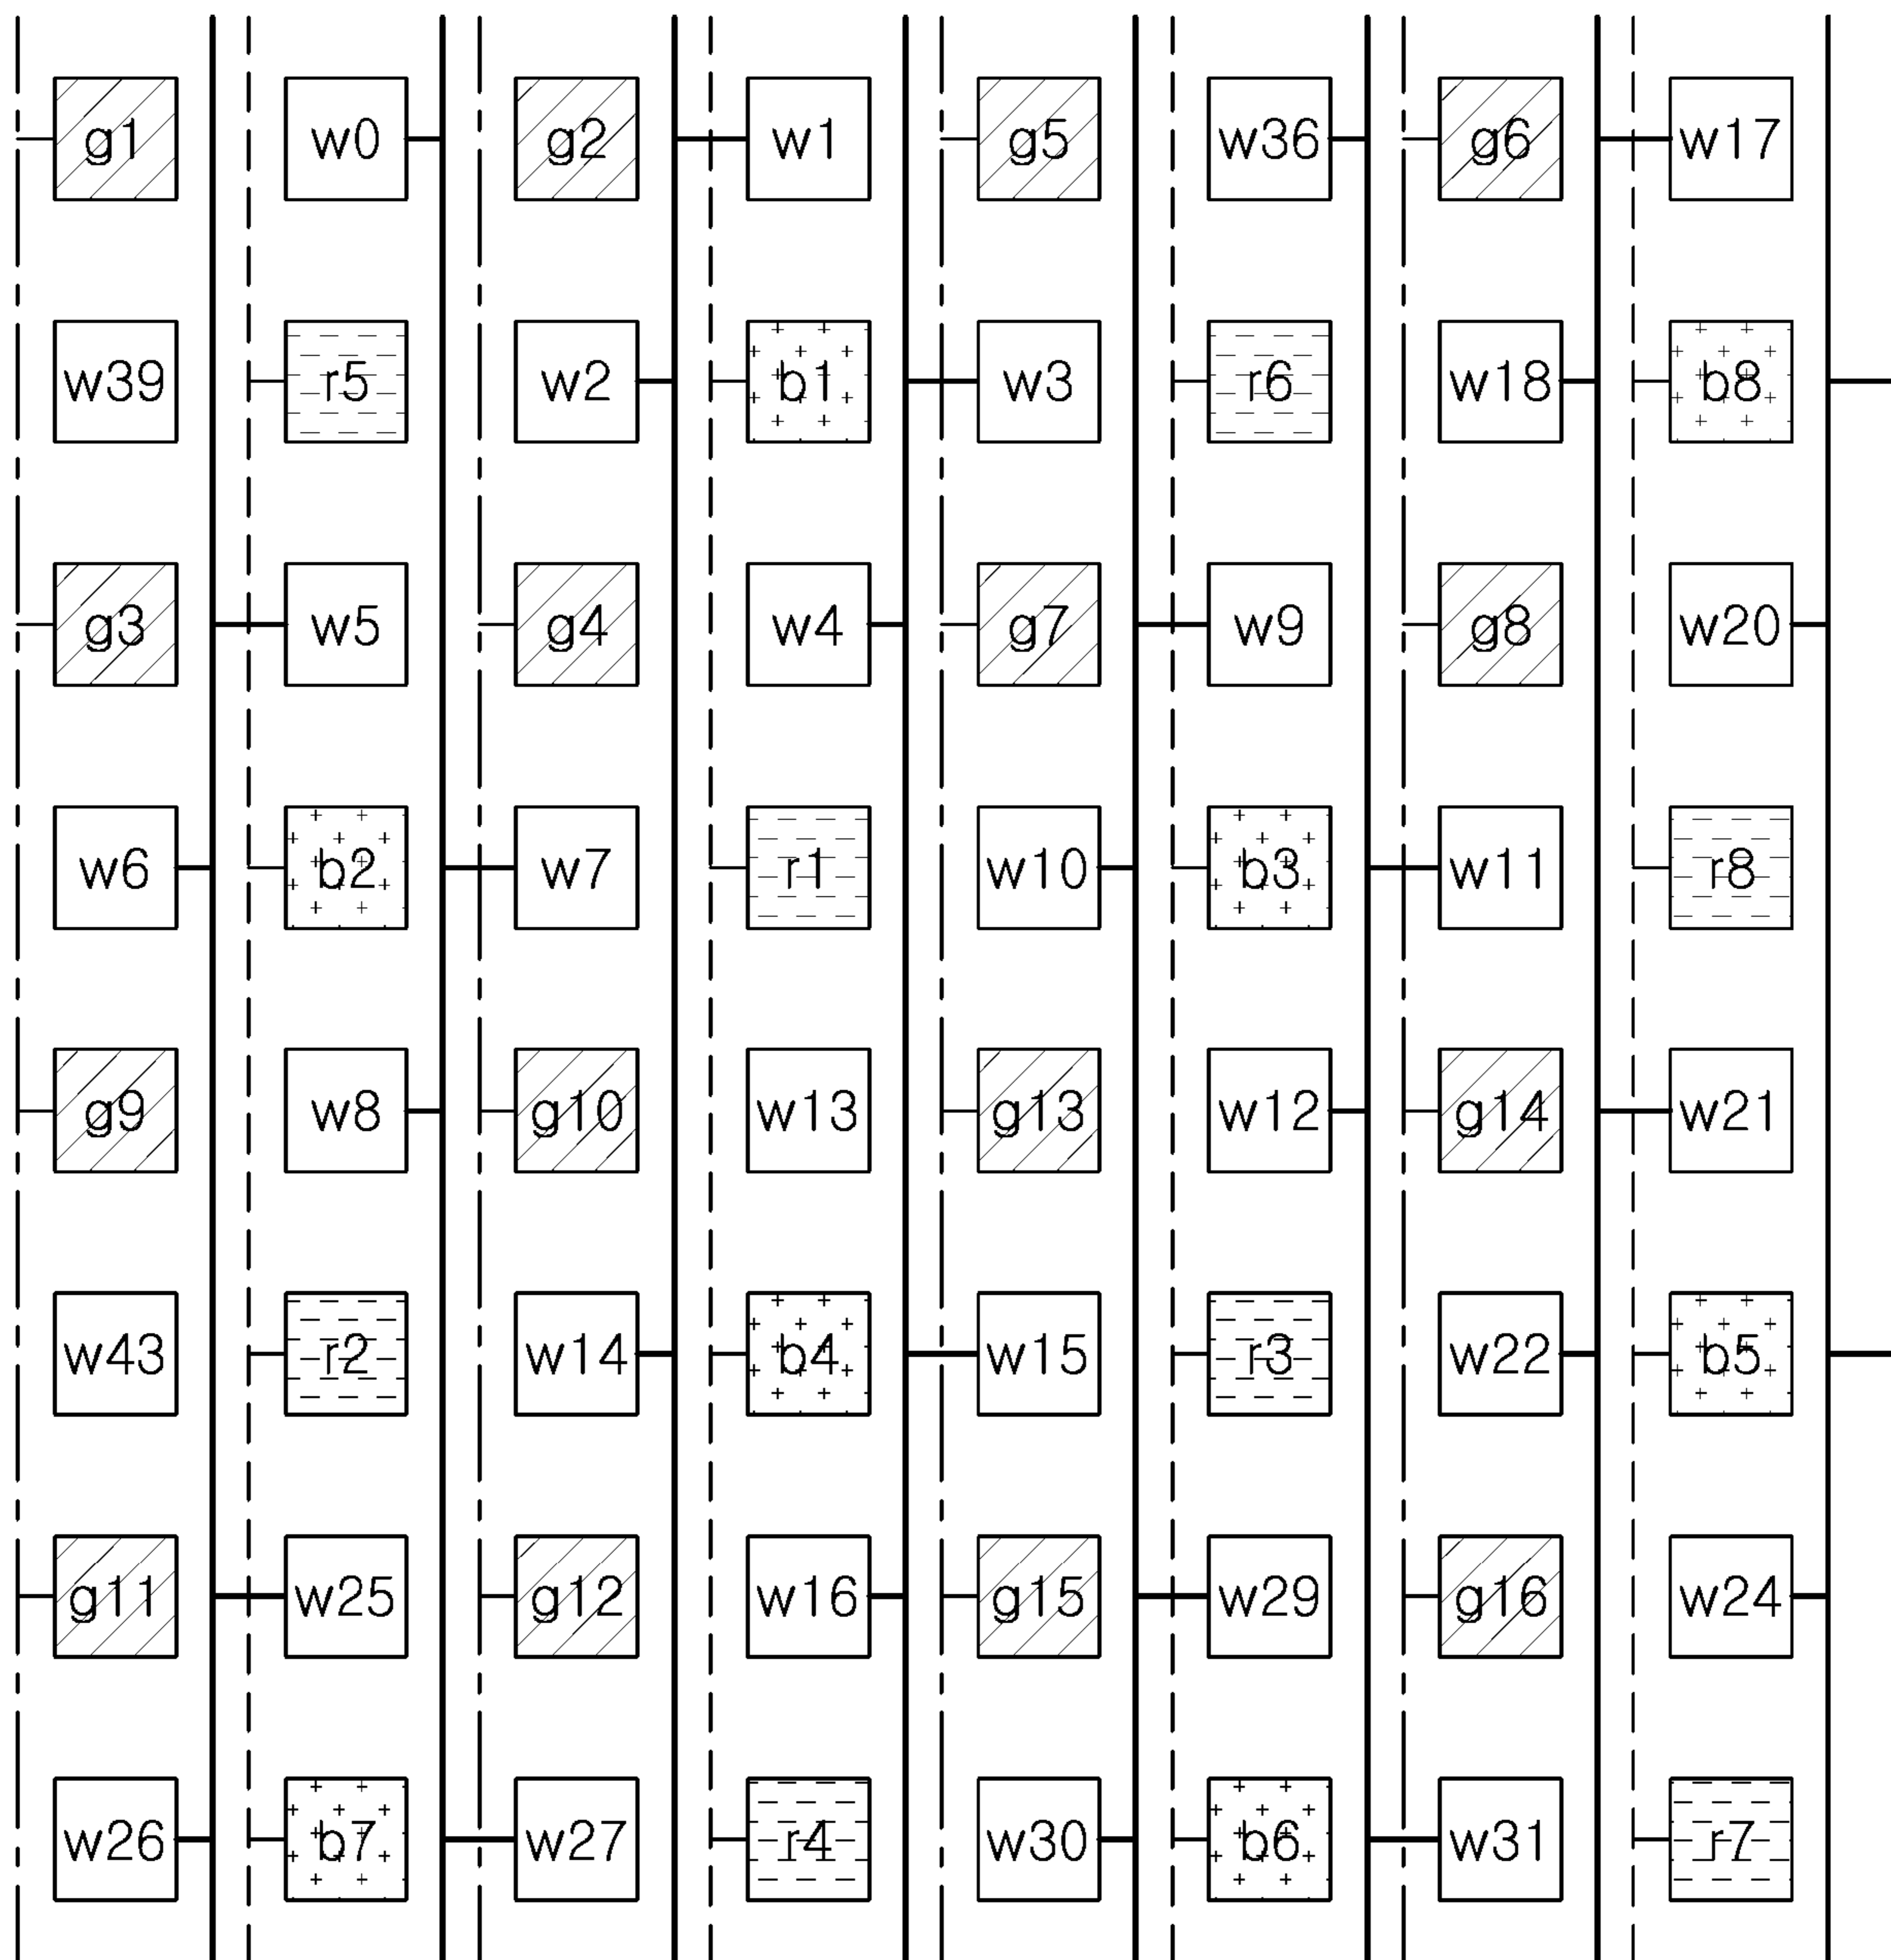 g1 w0 g2 w1 g5 w36 g6 w17
w39 r5 w2 b1 w3 r6 w18 b8
g3 w5 g4 w4 g7 w9 g8 w20
w6 b2 w7 r1 w10 b3 w11 r8
g9 w8 g10 w13 g13 w12 g14 w21
w43 r2 w14 b4 w15 r3 w22 b5
g11 w25 g12 w16 g15 w29 g16 w24
w26 b7 w27 r4 w30 b6 w31 r7